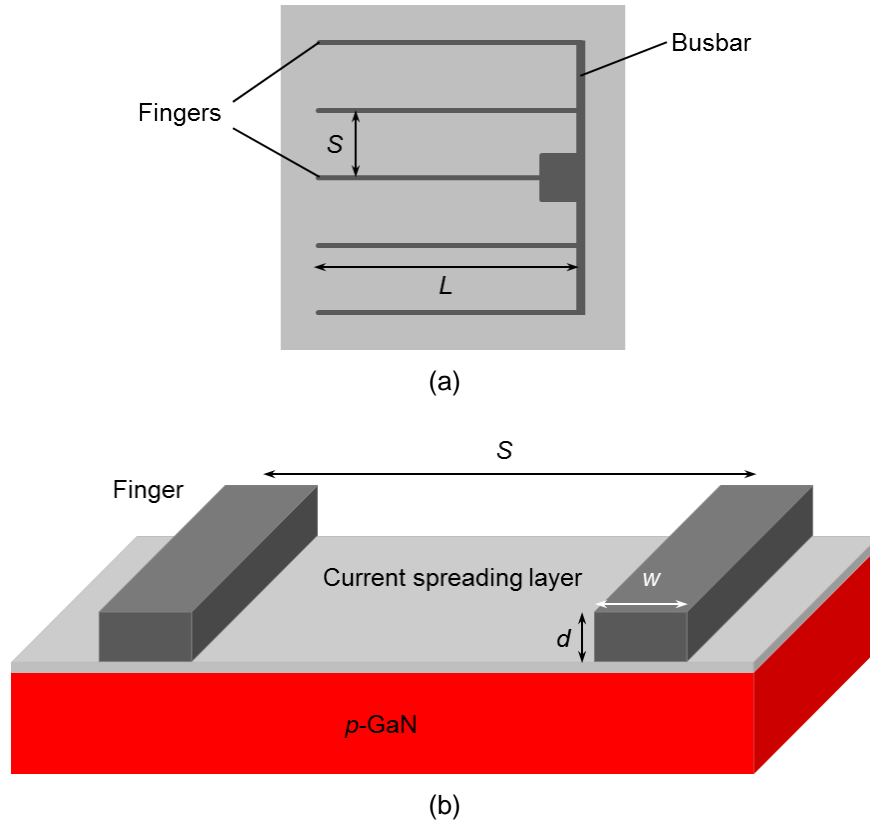 Busbar
Fingers
S
L
(a)
S
Finger
Current spreading layer
w
d
p-GaN
(b)